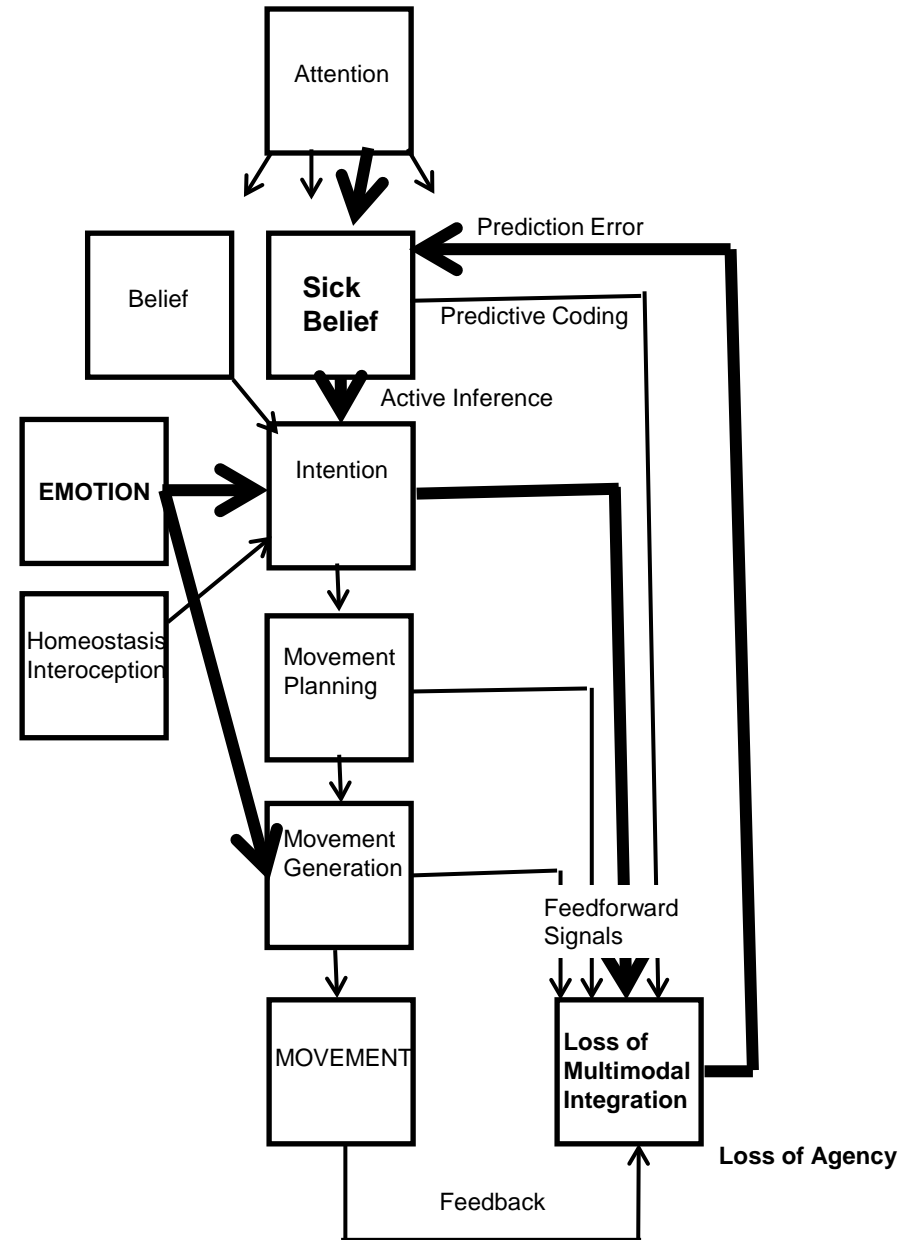 Attention
Prediction Error
Belief
Sick
Belief
Predictive Coding
Active Inference
EMOTION
Intention
Homeostasis
Interoception
Movement
Planning
Movement
Generation
Feedforward
Signals
MOVEMENT
Loss of
Multimodal
Integration
Loss of Agency
Feedback